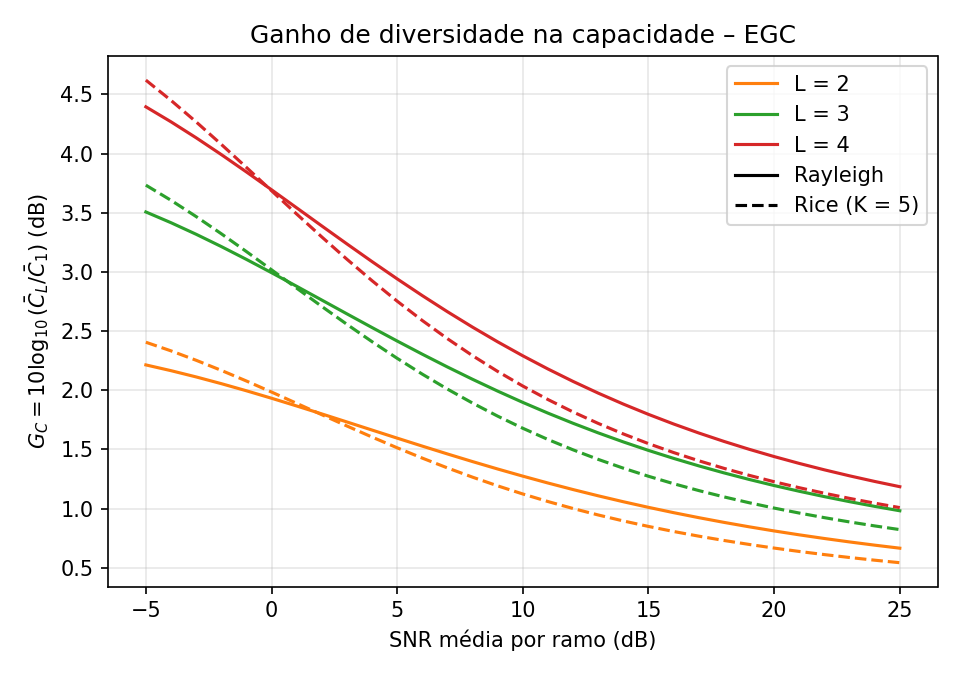 Ganho de diversidade na capacidade – EGC
G_C = 10log₁₀(C̄_L/C̄₁) (dB)
4.5
4.0
3.5
3.0
2.5
2.0
1.5
1.0
0.5
L = 2
L = 3
L = 4
Rayleigh
Rice (K = 5)
−5 0 5 10 15 20 25
SNR média por ramo (dB)